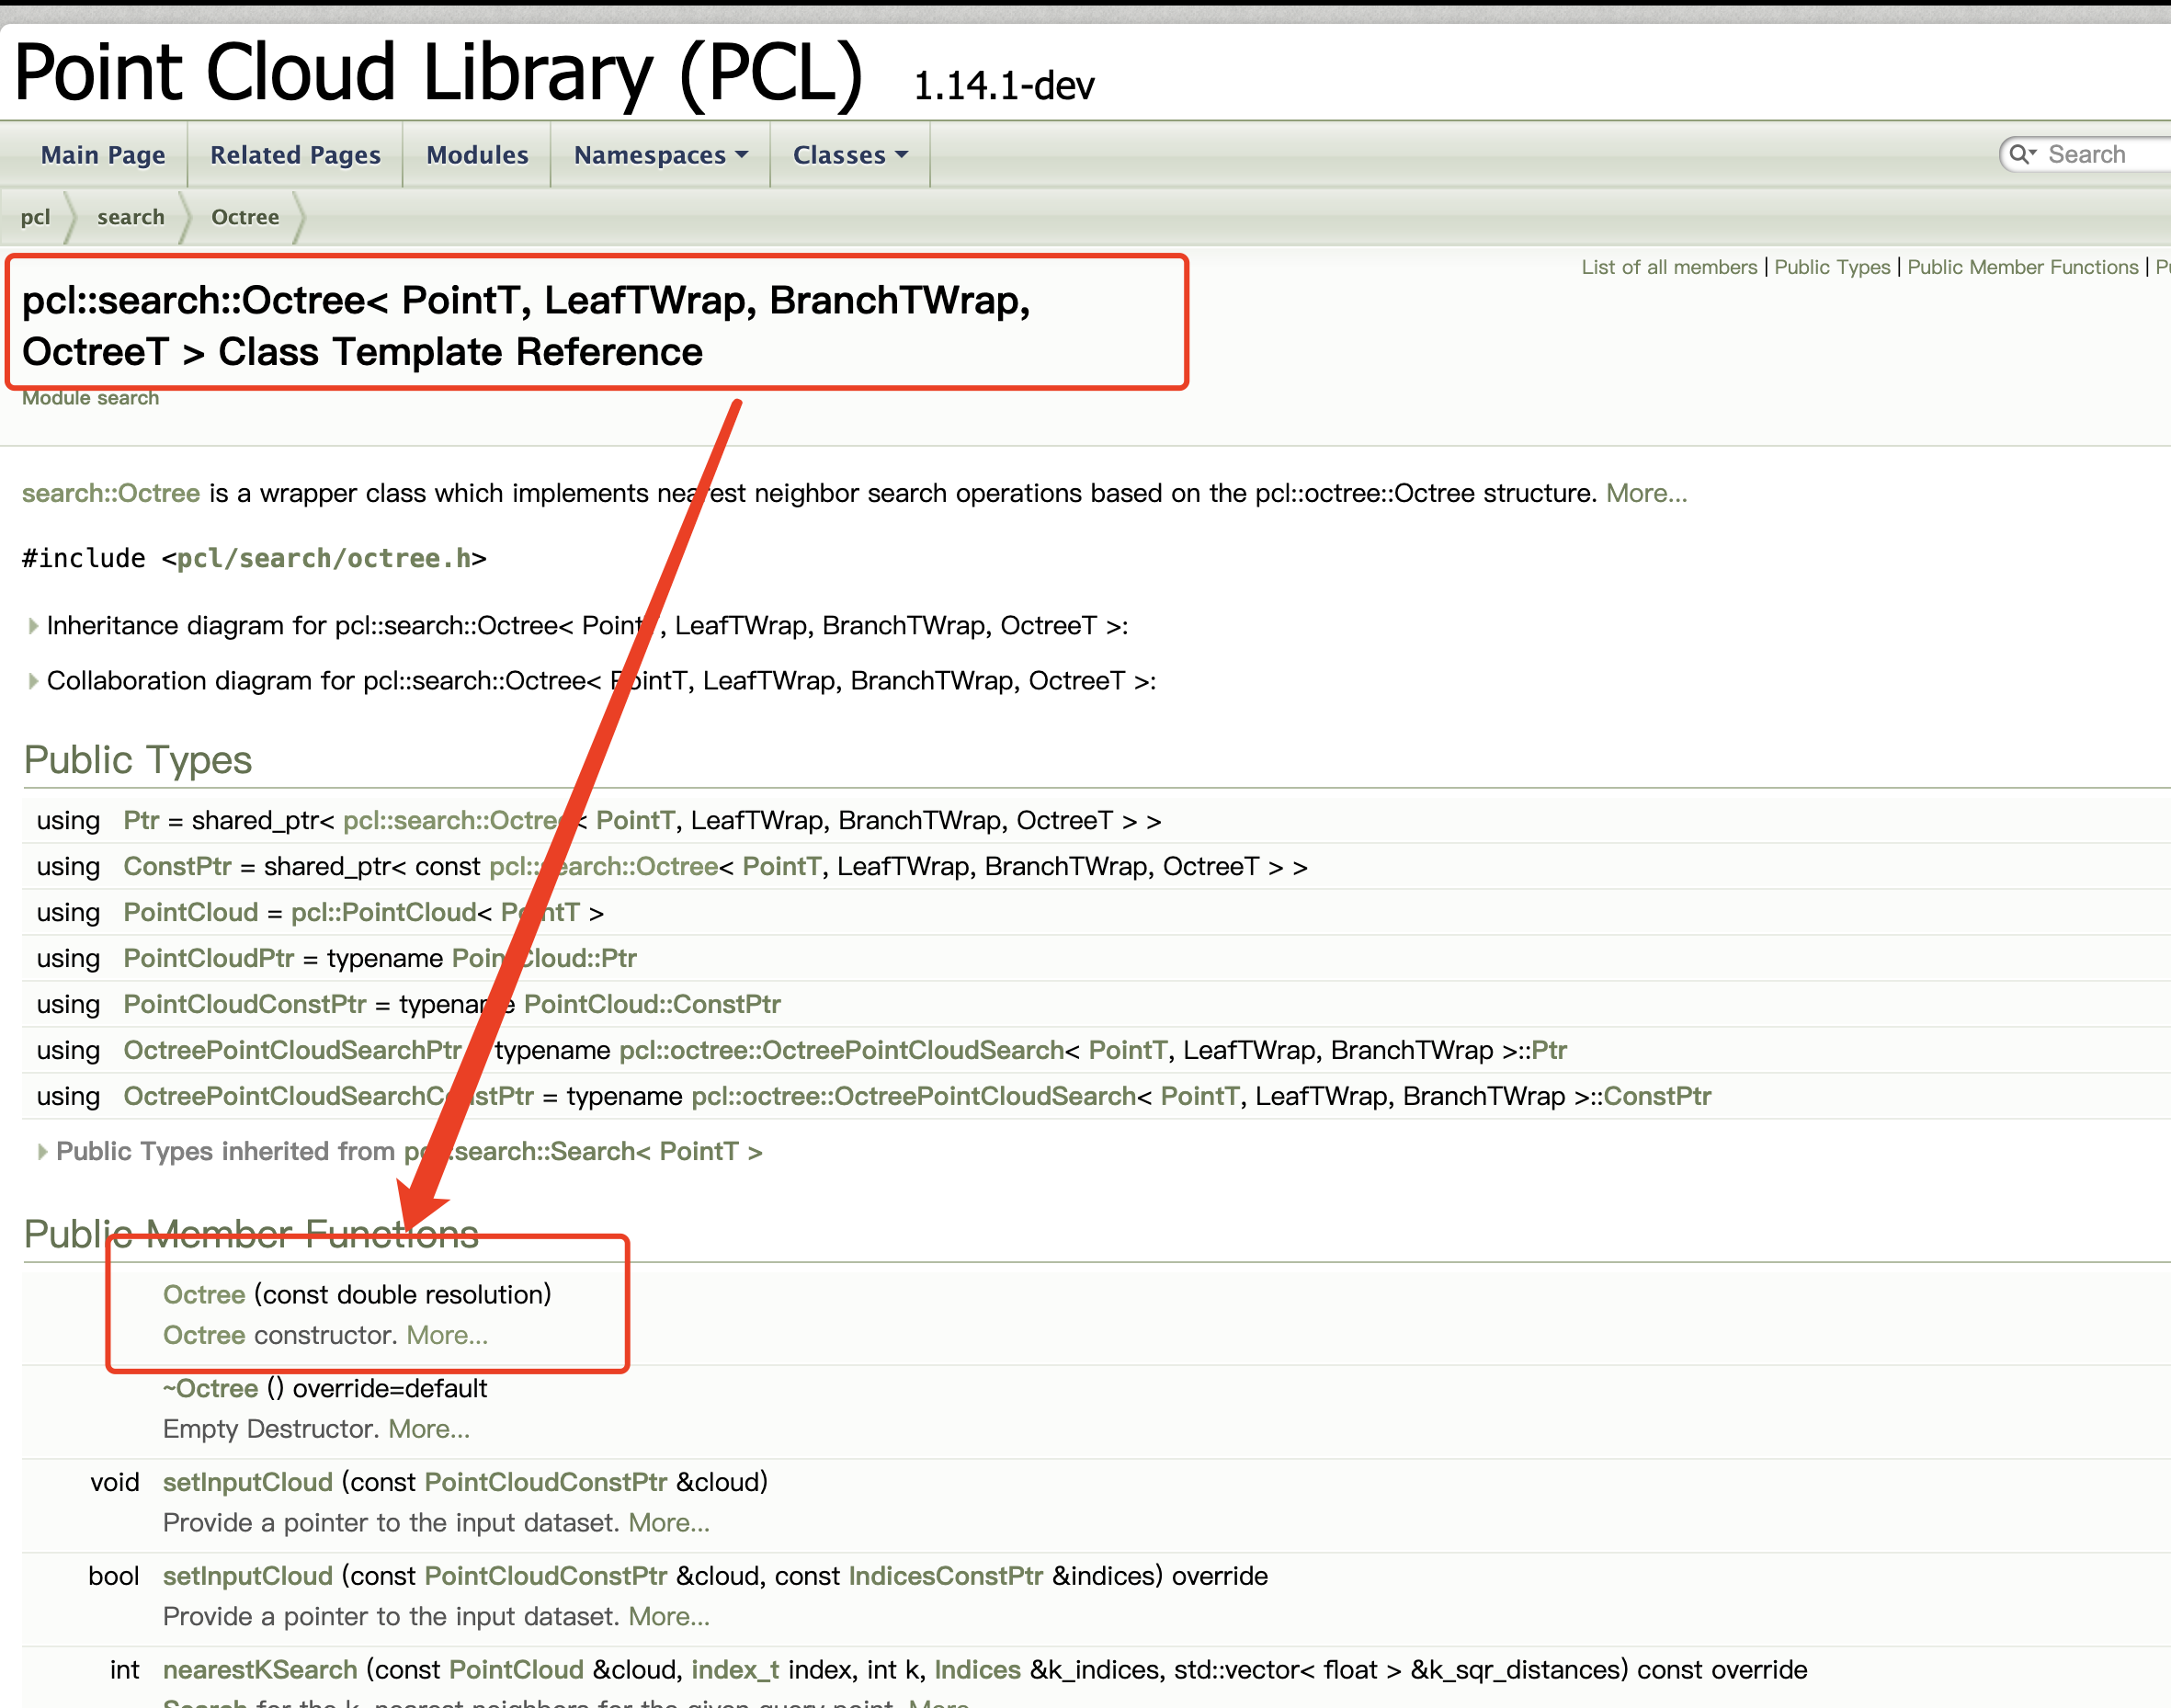 Point Cloud Library (PCL) 1.14.1-dev
Main Page Related Pages Modules Namespaces Classes Search
pcl search Octree
List of all members | Public Types | Public Member Functions |
pcl::search::Octree< PointT, LeafTWrap, BranchTWrap,
OctreeT > Class Template Reference
Module search
search::Octree is a wrapper class which implements nearest neighbor search operations based on the pcl::octree::Octree structure. More...
#include <pcl/search/octree.h>
Inheritance diagram for pcl::search::Octree< PointT, LeafTWrap, BranchTWrap, OctreeT >:
Collaboration diagram for pcl::search::Octree< PointT, LeafTWrap, BranchTWrap, OctreeT >:
Public Types
using Ptr = shared_ptr< pcl::search::Octree< PointT, LeafTWrap, BranchTWrap, OctreeT > >
using ConstPtr = shared_ptr< const pcl::search::Octree< PointT, LeafTWrap, BranchTWrap, OctreeT > >
using PointCloud = pcl::PointCloud< PointT >
using PointCloudPtr = typename PointCloud::Ptr
using PointCloudConstPtr = typename PointCloud::ConstPtr
using OctreePointCloudSearchPtr = typename pcl::octree::OctreePointCloudSearch< PointT, LeafTWrap, BranchTWrap >::Ptr
using OctreePointCloudSearchConstPtr = typename pcl::octree::OctreePointCloudSearch< PointT, LeafTWrap, BranchTWrap >::ConstPtr
Public Types inherited from pcl::search::Search< PointT >
Public Member Functions
Octree (const double resolution)
Octree constructor. More...
~Octree () override=default
Empty Destructor. More...
void setInputCloud (const PointCloudConstPtr &cloud)
Provide a pointer to the input dataset. More...
bool setInputCloud (const PointCloudConstPtr &cloud, const IndicesConstPtr &indices) override
Provide a pointer to the input dataset. More...
int nearestKSearch (const PointCloud &cloud, index_t index, int k, Indices &k_indices, std::vector< float > &k_sqr_distances) const override
Search for the k-nearest neighbors for the given query point. More...